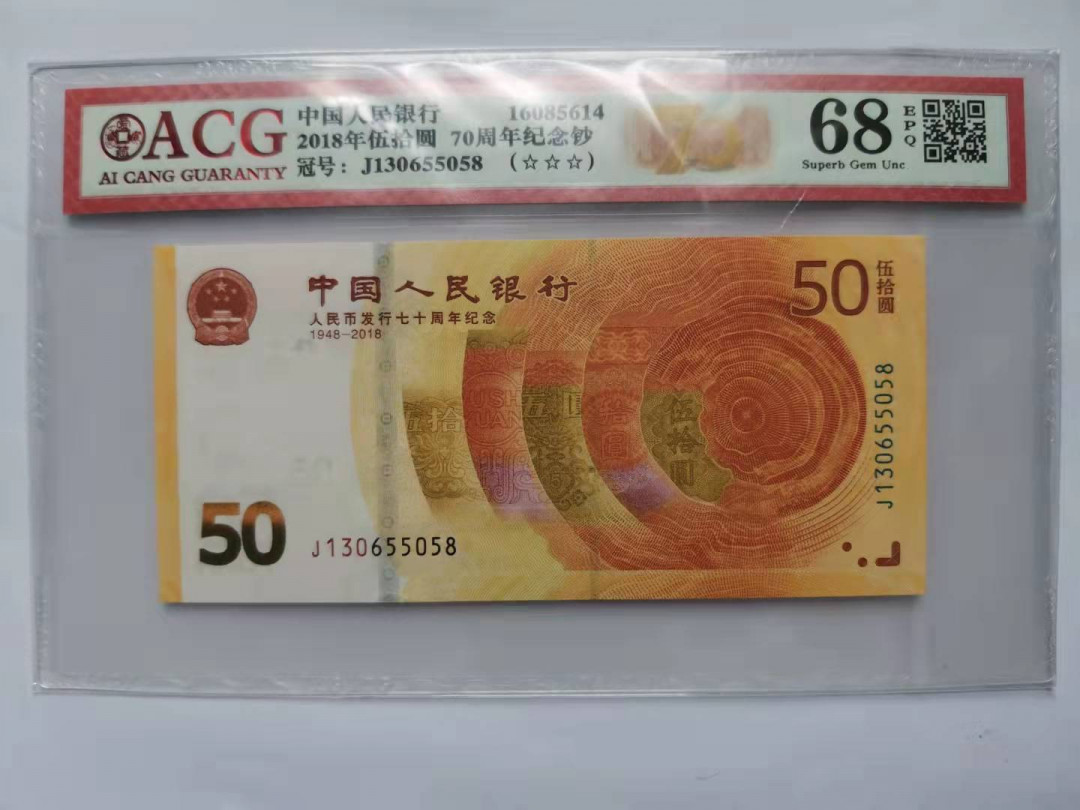 ACG
AI CANG GUARANTY
中国人民银行 16085614
2018年伍拾圆 70周年纪念钞
冠号: J130655058 (☆☆☆)
68
EPQ
Superb Gem Unc
中国人民银行
人民币发行七十周年纪念
1948-2018
50
伍拾圆
伍拾圆
J130655058
50
J130655058